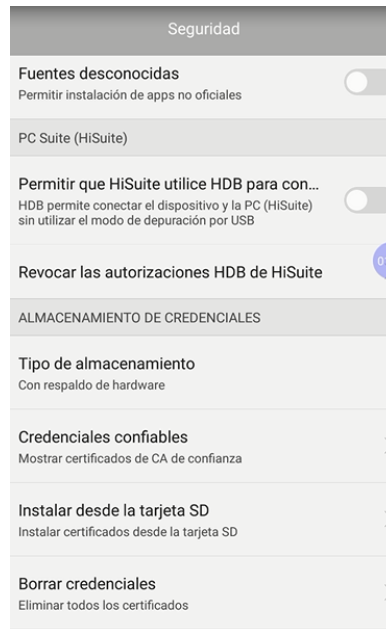 Seguridad
Fuentes desconocidas
Permitir instalación de apps no oficiales
PC Suite (HiSuite)
Permitir que HiSuite utilice HDB para con...
HDB permite conectar el dispositivo y la PC (HiSuite)
sin utilizar el modo de depuración por USB
Revocar las autorizaciones HDB de HiSuite
ALMACENAMIENTO DE CREDENCIALES
Tipo de almacenamiento
Con respaldo de hardware
Credenciales confiables
Mostrar certificados de CA de confianza
Instalar desde la tarjeta SD
Instalar certificados desde la tarjeta SD
Borrar credenciales
Eliminar todos los certificados